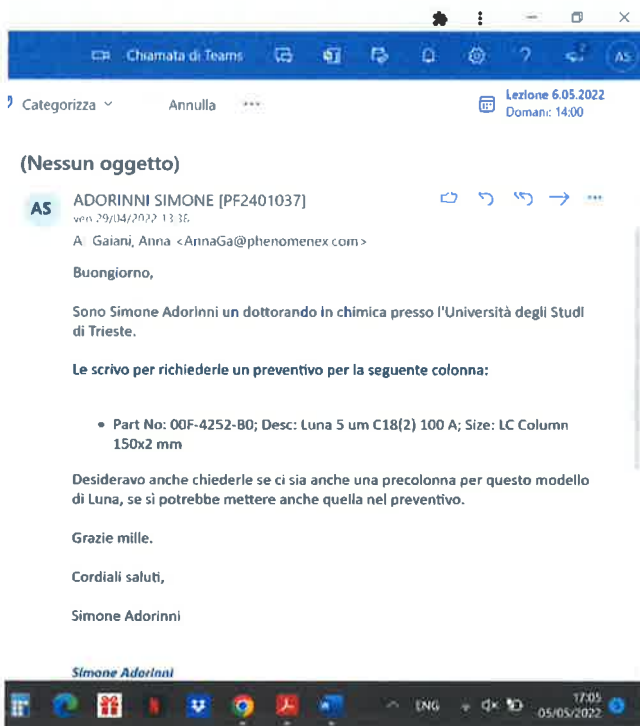 Chiamata di Teams
AS
Categorizza
Annulla
Lezione 6.05.2022
Domani: 14:00
(Nessun oggetto)
AS
ADORINNI SIMONE [PF2401037]
ven 29/04/2022 13:38
A: Gaiani, Anna <AnnaGa@phenomenex.com>
Buongiorno,
Sono Simone Adorinni un dottorando in chimica presso l'Università degli Studi
di Trieste.
Le scrivo per richiederle un preventivo per la seguente colonna:
• Part No: 00F-4252-B0; Desc: Luna 5 um C18(2) 100 A; Size: LC Column
150x2 mm
Desideravo anche chiederle se ci sia anche una precolonna per questo modello
di Luna, se sì potrebbe mettere anche quella nel preventivo.
Grazie mille.
Cordiali saluti,
Simone Adorinni
Simone Adorinni
ENG
17:05
05/05/2022